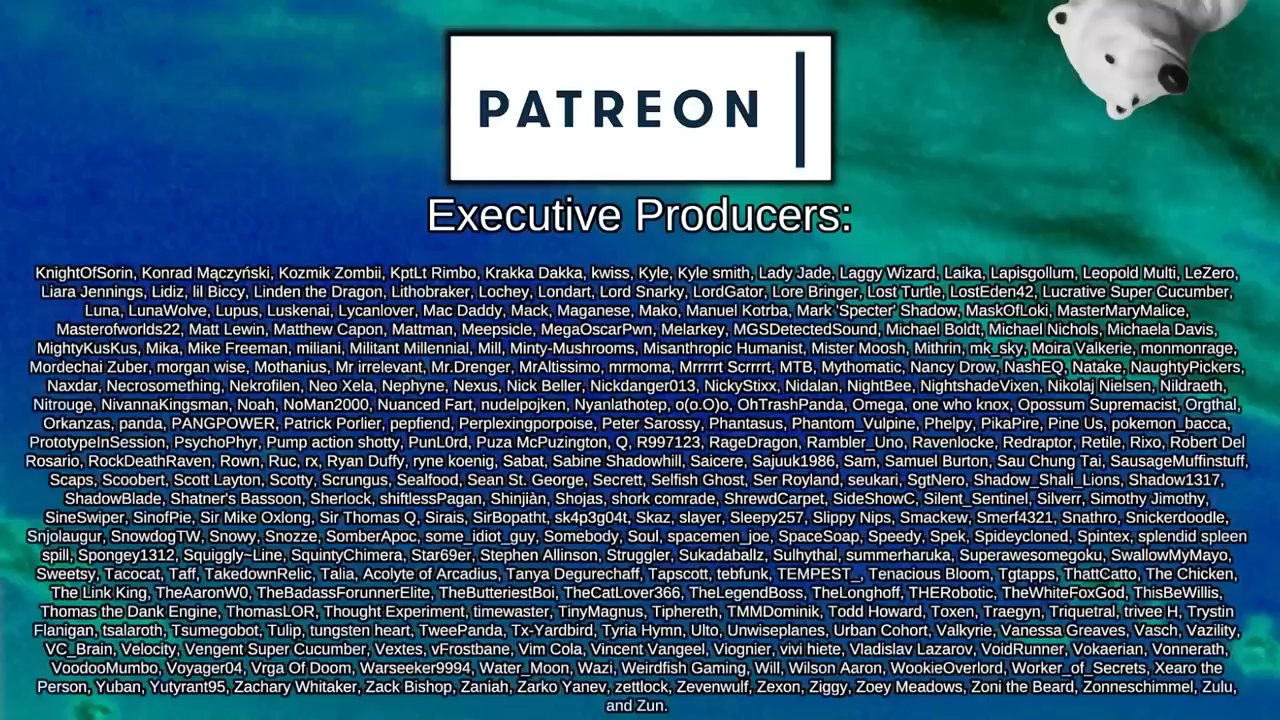 PATREON
Executive Producers:
KnightOfSorin, Konrad Mączyński, Kozmik Zombii, KptLt Rimbo, Krakka Dakka, kwiss, Kyle, Kyle smith, Lady Jade, Laggy Wizard, Laika, Lapisgollum, Leopold Multi, LeZero,
Liara Jennings, Lidiz, lil Biccy, Linden the Dragon, Lithobraker, Lochey, Londart, Lord Snarky, LordGator, Lore Bringer, Lost Turtle, LostEden42, Lucrative Super Cucumber,
Luna, LunaWolve, Lupus, Luskenai, Lycanlover, Mac Daddy, Mack, Maganese, Mako, Manuel Kotrba, Mark 'Specter' Shadow, MaskOfLoki, MasterMaryMalice,
Masterofworlds22, Matt Lewin, Matthew Capon, Mattman, Meepsicle, MegaOscarPwn, Melarkey, MGSDetectedSound, Michael Boldt, Michael Nichols, Michaela Davis,
MightyKusKus, Mika, Mike Freeman, miliani, Militant Millennial, Mill, Minty-Mushrooms, Misanthropic Humanist, Mister Moosh, Mithrin, mk_sky, Moira Valkerie, monmonrage,
Mordechai Zuber, morgan wise, Mothanius, Mr irrelevant, Mr.Drenger, MrAltissimo, mrmoma, Mrrrrrt Scrrrrt, MTB, Mythomatic, Nancy Drow, NashEQ, Natake, NaughtyPickers,
Naxdar, Necrosomething, Nekrofilen, Neo Xela, Nephyne, Nexus, Nick Beller, Nickdanger013, NickyStixx, Nidalan, NightBee, NightshadeVixen, Nikolaj Nielsen, Nildraeth,
Nitrouge, NivannaKingsman, Noah, NoMan2000, Nuanced Fart, nudelpojken, Nyanlathotep, o(o.O)o, OhTrashPanda, Omega, one who knox, Opossum Supremacist, Orgthal,
Orkanzas, panda, PANGPOWER, Patrick Porlier, pepfiend, Perplexingporpoise, Peter Sarossy, Phantasus, Phantom_Vulpine, Phelpy, PikaPire, Pine Us, pokemon_bacca,
PrototypeInSession, PsychoPhyr, Pump action shotty, PunL0rd, Puza McPuzington, Q, R997123, RageDragon, Rambler_Uno, Ravenlocke, Redraptor, Retile, Rixo, Robert Del
Rosario, RockDeathRaven, Rown, Ruc, rx, Ryan Duffy, ryne koenig, Sabat, Sabine Shadowhill, Saicere, Sajuuk1986, Sam, Samuel Burton, Sau Chung Tai, SausageMuffinstuff,
Scaps, Scoobert, Scott Layton, Scotty, Scrungus, Sealfood, Sean St. George, Secrett, Selfish Ghost, Ser Royland, seukari, SgtNero, Shadow_Shali_Lions, Shadow1317,
ShadowBlade, Shatner's Bassoon, Sherlock, shiftlessPagan, Shinjiàn, Shojas, shork comrade, ShrewdCarpet, SideShowC, Silent_Sentinel, Silverr, Simothy Jimothy,
SineSwiper, SinofPie, Sir Mike Oxlong, Sir Thomas Q, Sirais, SirBopatht, sk4p3g04t, Skaz, slayer, Sleepy257, Slippy Nips, Smackew, Smerf4321, Snathro, Snickerdoodle,
Snjolaugur, SnowdogTW, Snowy, Snozze, SomberApoc, some_idiot_guy, Somebody, Soul, spacemen_joe, SpaceSoap, Speedy, Spek, Spideycloned, Spintex, splendid spleen
spill, Spongey1312, Squiggly~Line, SquintyChimera, Star69er, Stephen Allinson, Struggler, Sukadaballz, Sulhythal, summerharuka, Superawesomegoku, SwallowMyMayo,
Sweetsy, Tacocat, Taff, TakedownRelic, Talia, Acolyte of Arcadius, Tanya Degurechaff, Tapscott, tebfunk, TEMPEST_, Tenacious Bloom, Tgtapps, ThattCatto, The Chicken,
The Link King, TheAaronW0, TheBadassForunnerElite, TheButteriestBoi, TheCatLover366, TheLegendBoss, TheLonghoff, THERobotic, TheWhiteFoxGod, ThisBeWillis,
Thomas the Dank Engine, ThomasLOR, Thought Experiment, timewaster, TinyMagnus, Tiphereth, TMMDominik, Todd Howard, Toxen, Traegyn, Triquetral, trivee H, Trystin
Flanigan, tsalaroth, Tsumegobot, Tulip, tungsten heart, TweePanda, Tx-Yardbird, Tyria Hymn, Ulto, Unwiseplanes, Urban Cohort, Valkyrie, Vanessa Greaves, Vasch, Vazility,
VC_Brain, Velocity, Vengent Super Cucumber, Vextes, vFrostbane, Vim Cola, Vincent Vangeel, Viognier, vivi hiete, Vladislav Lazarov, VoidRunner, Vokaerian, Vonnerath,
VoodooMumbo, Voyager04, Vrga Of Doom, Warseeker9994, Water_Moon, Wazi, Weirdfish Gaming, Will, Wilson Aaron, WookieOverlord, Worker_of_Secrets, Xearo the
Person, Yuban, Yutyrant95, Zachary Whitaker, Zack Bishop, Zaniah, Zarko Yanev, zettlock, Zevenwulf, Zexon, Ziggy, Zoey Meadows, Zoni the Beard, Zonneschimmel, Zulu,
and Zun.